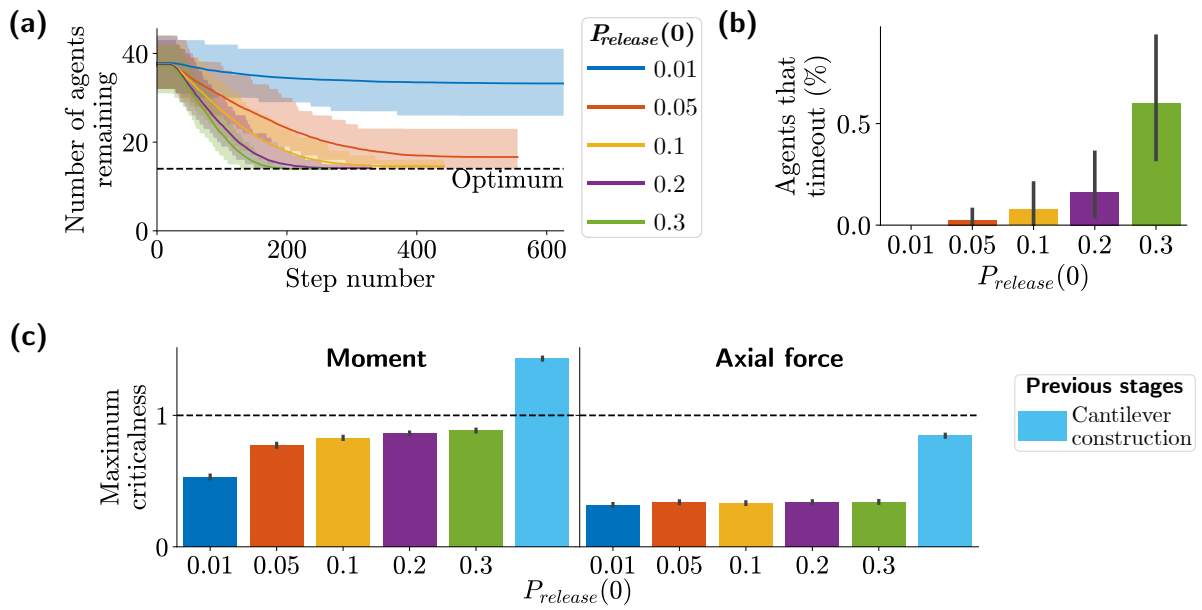 (a)
Number of agents
remaining
40
20
0
0
200
400
600
Step number
Optimum
P_release(0)
0.01
0.05
0.1
0.2
0.3
(b)
Agents that
timeout (%)
0.5
0.0
0.01 0.05 0.1 0.2 0.3
P_release(0)
(c)
Maximum
criticalness
1
0
Moment
Axial force
0.01 0.05 0.1 0.2 0.3
0.01 0.05 0.1 0.2 0.3
P_release(0)
Previous stages
Cantilever
construction